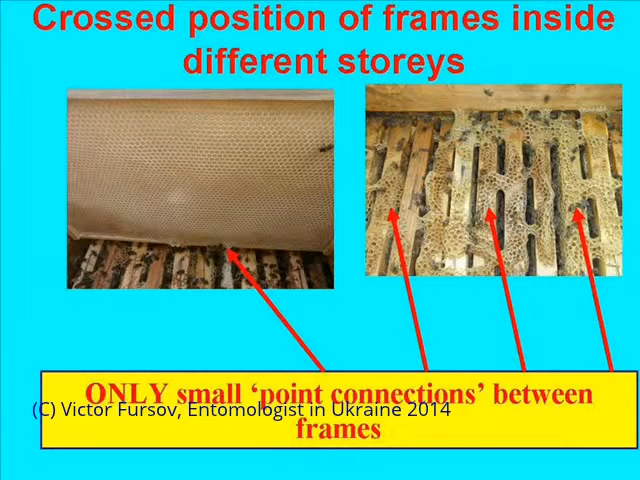 Crossed position of frames inside
different storeys
ONLY small ‘point connections’ between
(C) Victor Fursov, Entomologist in Ukraine 2014
frames